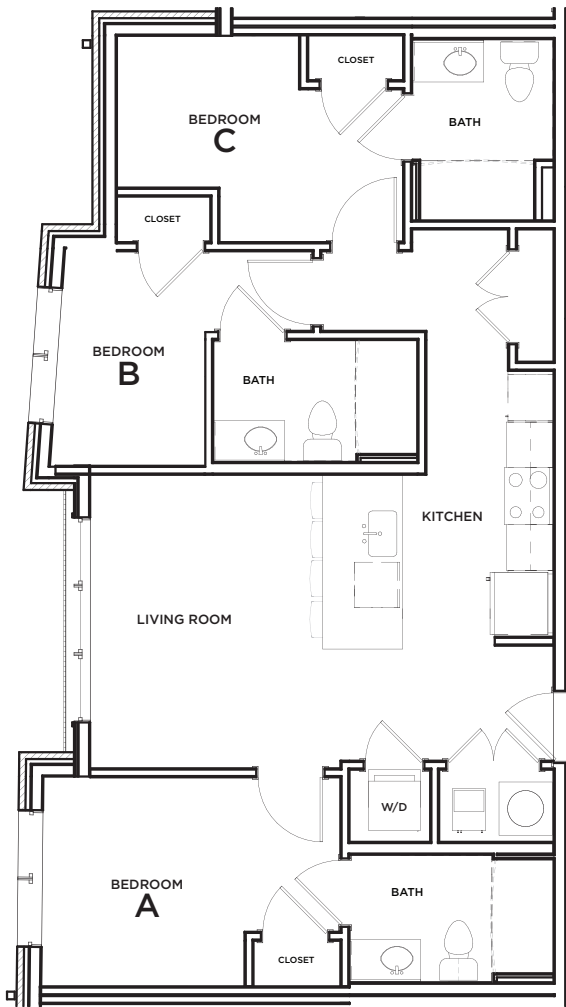 CLOSET
BEDROOM
C
BATH
CLOSET
BEDROOM
B
BATH
KITCHEN
LIVING ROOM
W/D
BEDROOM
A
BATH
CLOSET